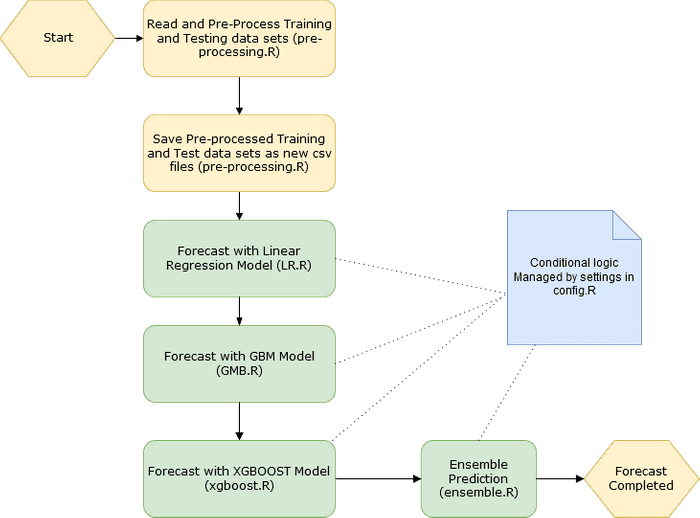 Start
Read and Pre-Process Training
and Testing data sets (pre-
processing.R)
Save Pre-processed Training
and Test data sets as new csv
files (pre-processing.R)
Forecast with Linear
Regression Model (LR.R)
Conditional logic
Managed by settings in
config.R
Forecast with GBM Model
(GMB.R)
Forecast with XGBOOST Model
(xgboost.R)
Ensemble
Prediction
(ensemble.R)
Forecast
Completed